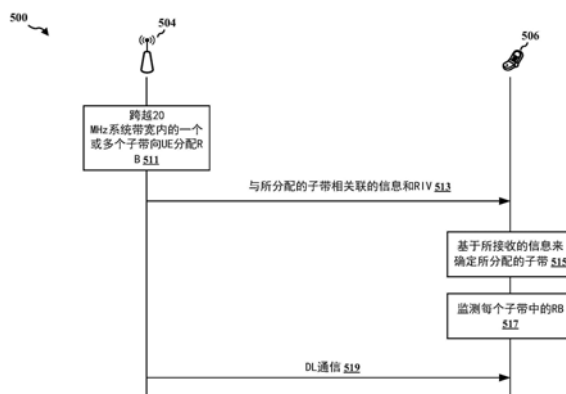 500
504
506
跨越20
MHz系统带宽内的一个
或多个子带向UE分配R
B 511
与所分配的子带相关联的信息和RIV 513
基于所接收的信息来
确定所分配的子带 515
监测每个子带中的RB
517
DL通信 519